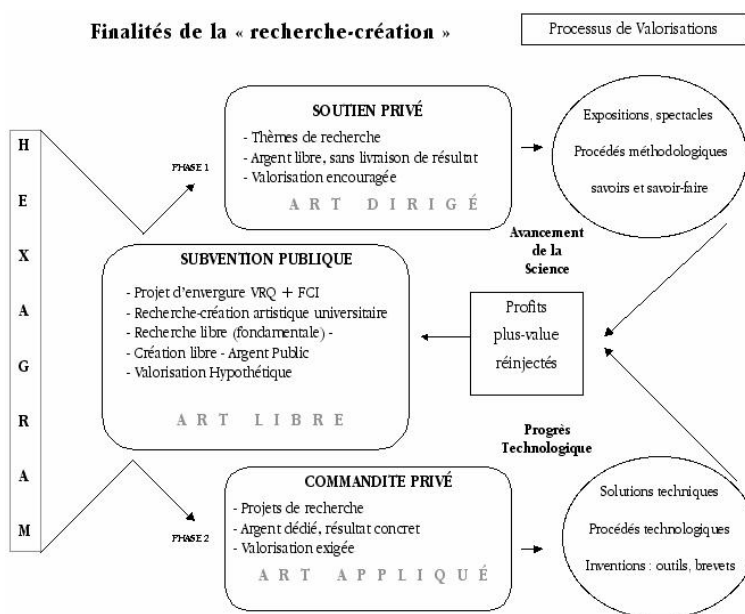 Finalités de la « recherche-création »
Processus de Valorisations
H
E
X
A
G
R
A
M
PHASE 1
SOUTIEN PRIVÉ
- Thèmes de recherche
- Argent libre, sans livraison de résultat
- Valorisation encouragée
ART DIRIGÉ
Expositions, spectacles
Procédés méthodologiques
savoirs et savoir-faire
Avancement
de la
Science
SUBVENTION PUBLIQUE
- Projet d'envergure VRQ + FCI
- Recherche-création artistique universitaire
- Recherche libre (fondamentale) -
- Création libre - Argent Public
- Valorisation Hypothétique
ART LIBRE
Profits
plus-value
réinjectés
Progrès
Technologique
PHASE 2
COMMANDITE PRIVÉ
- Projets de recherche
- Argent dédié, résultat concret
- Valorisation exigée
ART APPLIQUÉ
Solutions techniques
Procédés technologiques
Inventions : outils, brevets